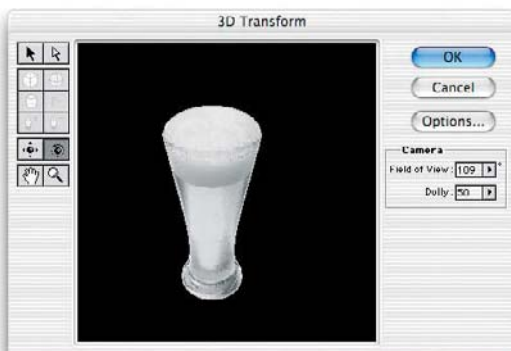 3D Transform
OK
Cancel
Options...
Camera
Field of View: 109 °
Dolly: 50